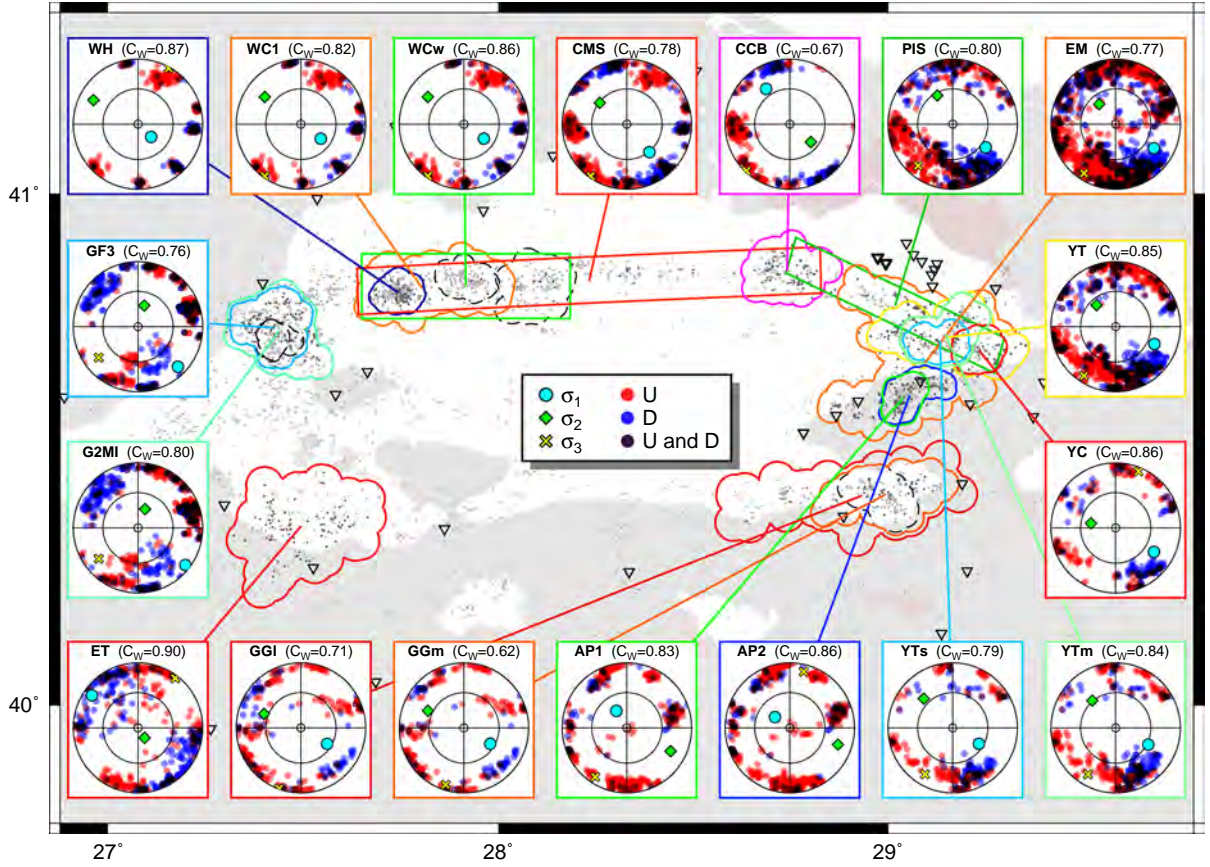 WH (CW=0.87)
WC1 (CW=0.82)
WCw (CW=0.86)
CMS (CW=0.78)
CCB (CW=0.67)
PIS (CW=0.80)
EM (CW=0.77)
41°
GF3 (CW=0.76)
YT (CW=0.85)
σ1
U
σ2
D
σ3
U and D
G2MI (CW=0.80)
YC (CW=0.86)
ET (CW=0.90)
GGI (CW=0.71)
GGm (CW=0.62)
AP1 (CW=0.83)
AP2 (CW=0.86)
YTs (CW=0.79)
YTm (CW=0.84)
40°
27°
28°
29°